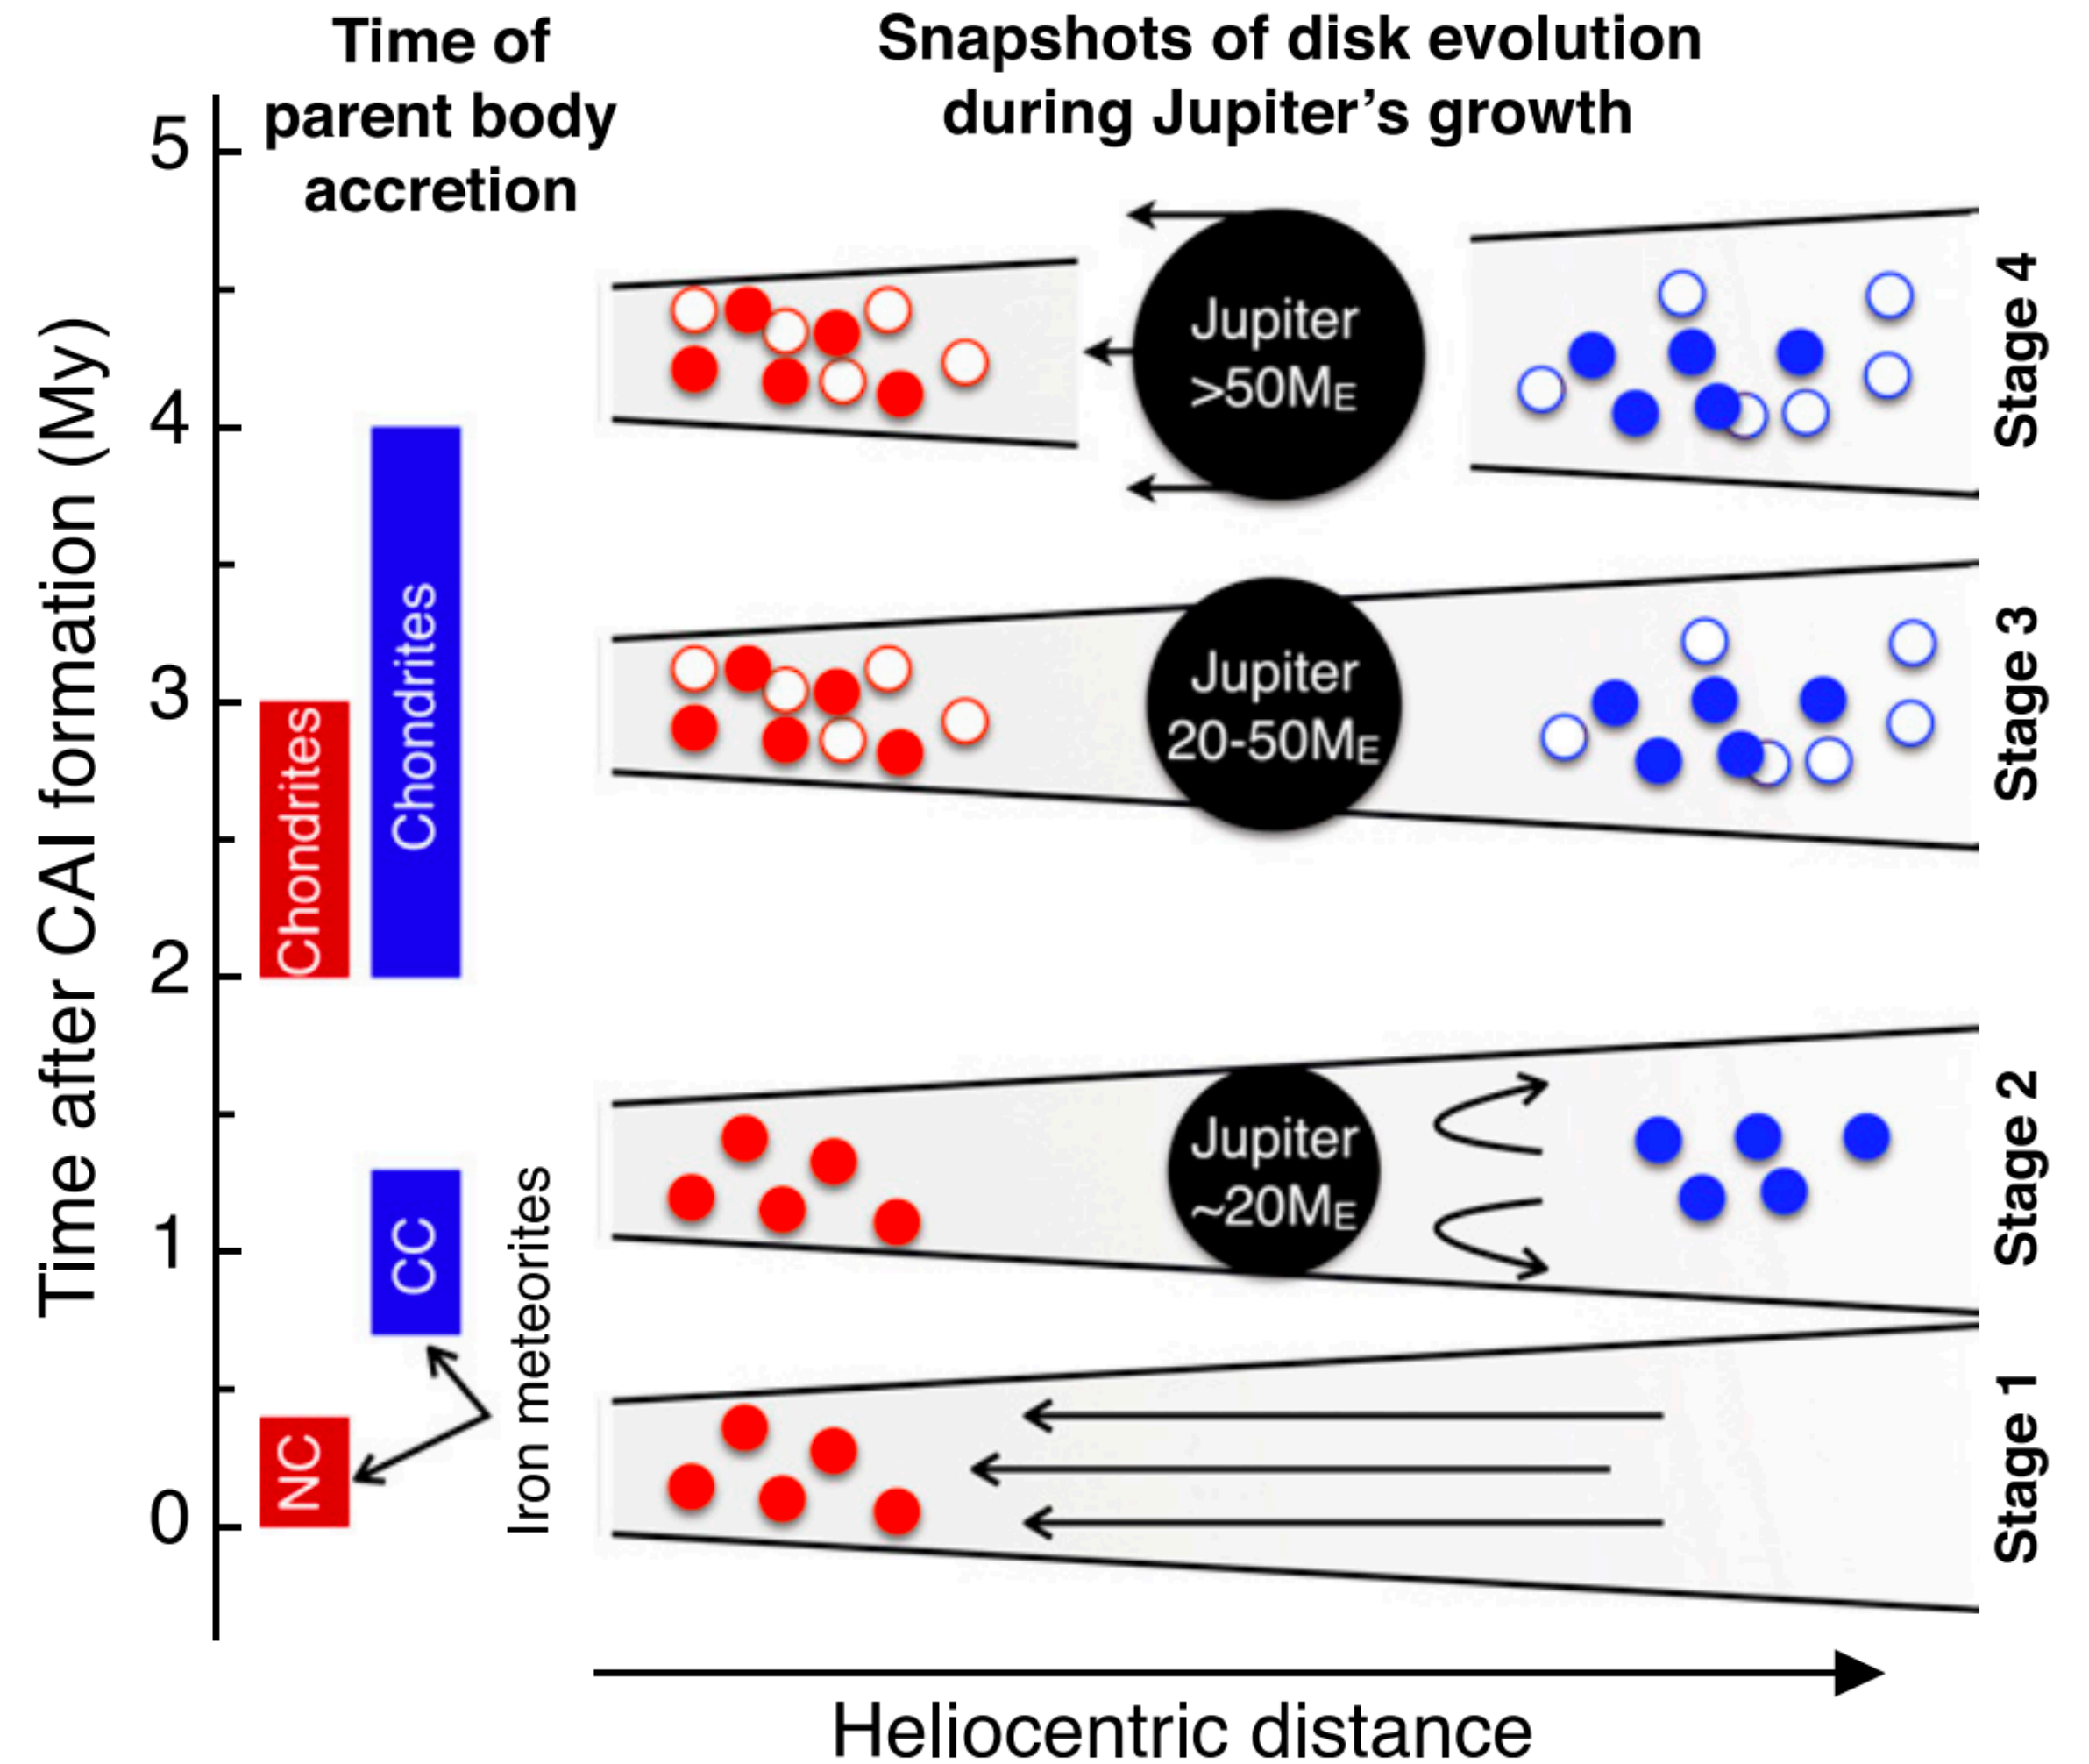 Time of
parent body
accretion
Snapshots of disk evolution
during Jupiter’s growth
Time after CAI formation (My)
5
4
3
2
1
0
Chondrites
Chondrites
CC
NC
Iron meteorites
Jupiter
>50ME
Stage 4
Jupiter
20-50ME
Stage 3
Jupiter
~20ME
Stage 2
Stage 1
Heliocentric distance